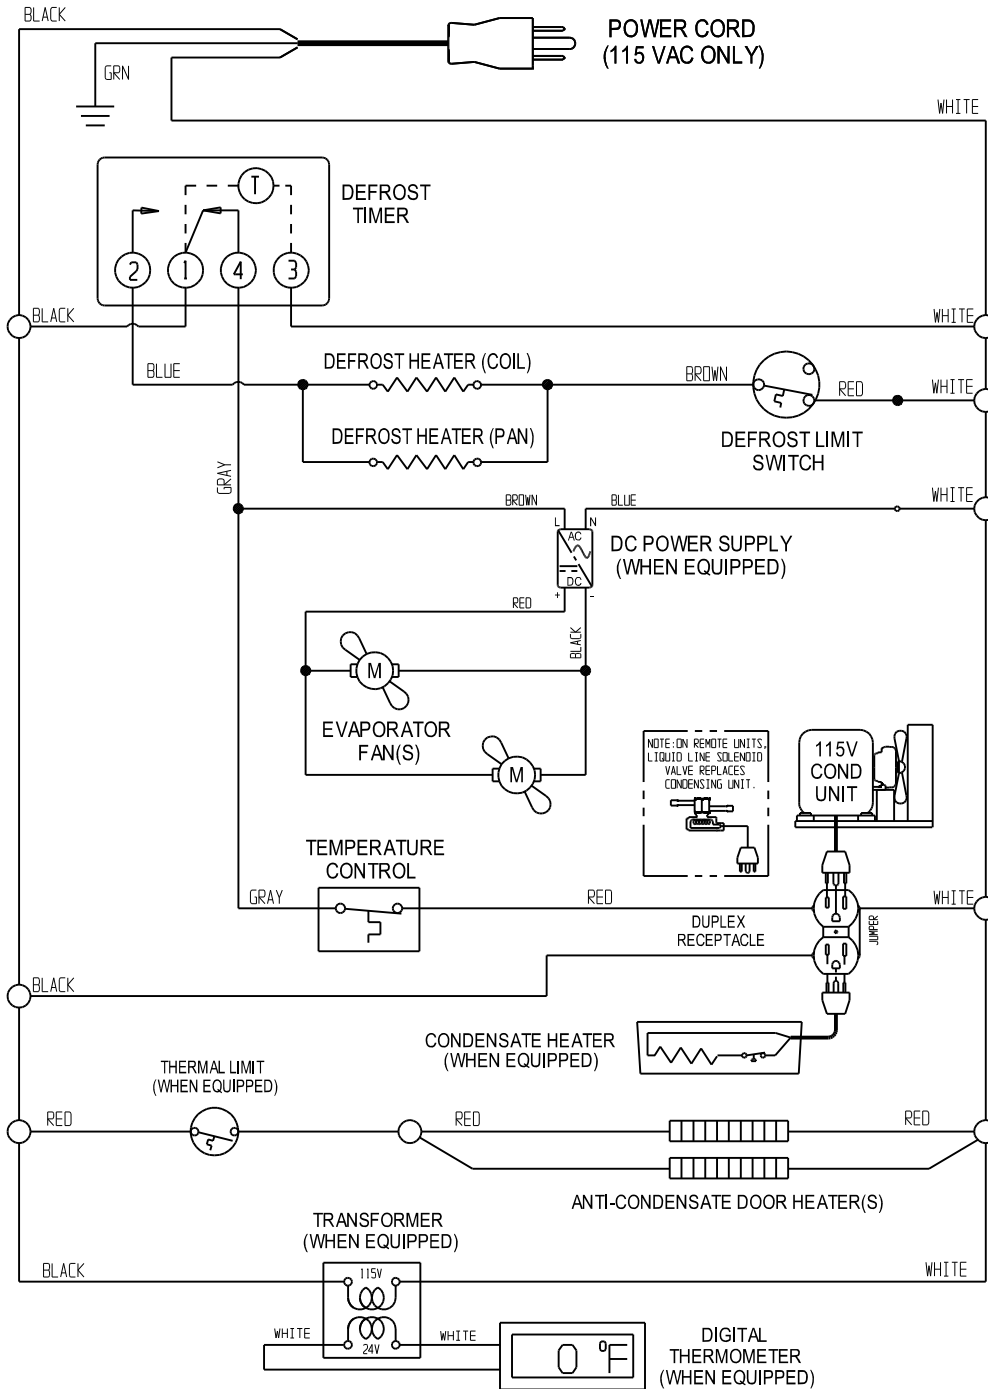 BLACK
POWER CORD
(115 VAC ONLY)
GRN
WHITE
T
DEFROST
TIMER
2
1
4
3
BLACK
WHITE
BLUE
DEFROST HEATER (COIL)
BROWN
RED
WHITE
DEFROST HEATER (PAN)
DEFROST LIMIT
SWITCH
GRAY
BROWN
BLUE
WHITE
L
N
AC
DC
+
-
DC POWER SUPPLY
(WHEN EQUIPPED)
RED
BLACK
M
EVAPORATOR
FAN(S)
M
NOTE:ON REMOTE UNITS,
LIQUID LINE SOLENOID
VALVE REPLACES
CONDENSING UNIT.
115V
COND
UNIT
TEMPERATURE
CONTROL
GRAY
RED
WHITE
DUPLEX
RECEPTACLE
JUMPER
BLACK
CONDENSATE HEATER
(WHEN EQUIPPED)
THERMAL LIMIT
(WHEN EQUIPPED)
RED
RED
RED
ANTI-CONDENSATE DOOR HEATER(S)
TRANSFORMER
(WHEN EQUIPPED)
BLACK
115V
WHITE
WHITE
24V
WHITE
0 °F
DIGITAL
THERMOMETER
(WHEN EQUIPPED)